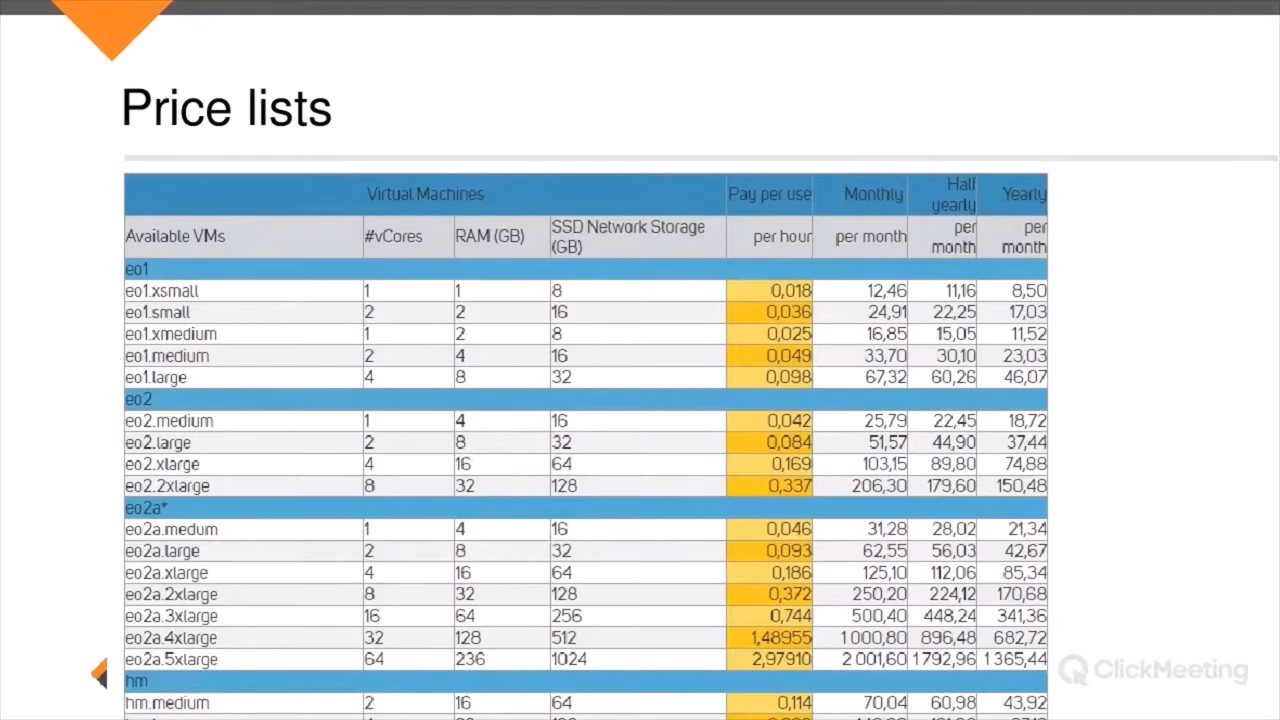 Price lists
Virtual Machines Pay per use Monthly Half yearly Yearly
Available VMs #vCores RAM (GB) SSD Network Storage (GB) per hour per month per month per month
eo1
eo1.xsmall 1 1 8 0,018 12,46 11,16 8,50
eo1.small 2 2 16 0,036 24,91 22,25 17,03
eo1.xmedium 1 2 8 0,025 16,85 15,05 11,52
eo1.medium 2 4 16 0,049 33,70 30,10 23,03
eo1.large 4 8 32 0,098 67,32 60,26 46,07
eo2
eo2.medium 1 4 16 0,042 25,79 22,45 18,72
eo2.large 2 8 32 0,084 51,57 44,90 37,44
eo2.xlarge 4 16 64 0,169 103,15 89,80 74,88
eo2.2xlarge 8 32 128 0,337 206,30 179,60 150,48
eo2a*
eo2a.medum 1 4 16 0,046 31,28 28,02 21,34
eo2a.large 2 8 32 0,093 62,55 56,03 42,67
eo2a.xlarge 4 16 64 0,186 125,10 112,06 85,34
eo2a.2xlarge 8 32 128 0,372 250,20 224,12 170,68
eo2a.3xlarge 16 64 256 0,744 500,40 448,24 341,36
eo2a.4xlarge 32 128 512 1,48955 1 000,80 896,48 682,72
eo2a.5xlarge 64 236 1024 2,97910 2 001,60 1 792,96 1 365,44
hm
hm.medium 2 16 64 0,114 70,04 60,98 43,92
ClickMeeting